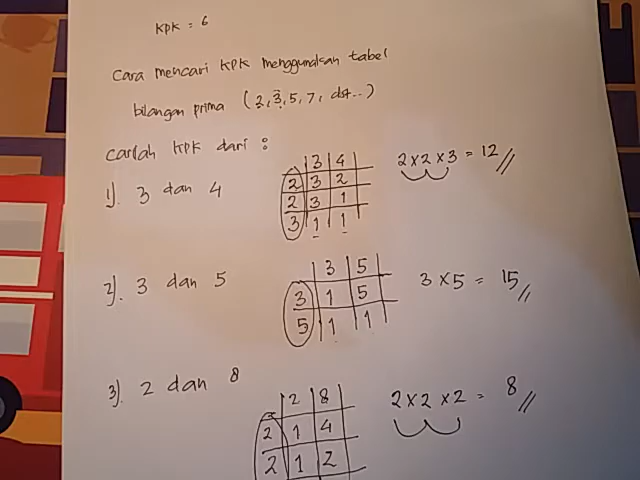 KPK = 6
Cara mencari KPK menggunakan tabel
bilangan prima (2, 3, 5, 7, dst...)
Carilah KPK dari :
1). 3 dan 4
3 4
2 3 2
2 3 1
3 1 1
2 x 2 x 3 = 12 //
2). 3 dan 5
3 5
3 1 5
5 1 1
3 x 5 = 15 //
3) 2 dan 8
2 8
2 1 4
2 1 2
2 x 2 x 2 = 8 //